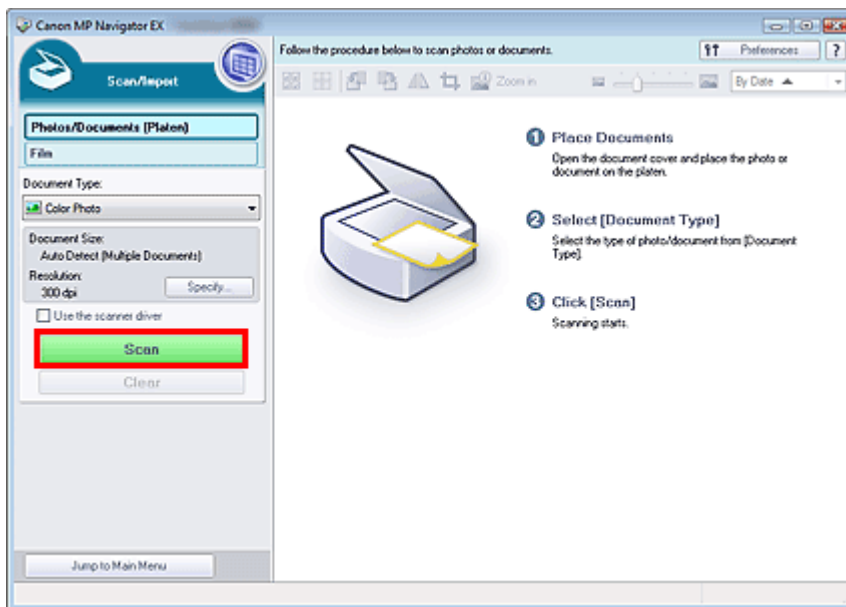 Canon MP Navigator EX
Scan/Import
Follow the procedure below to scan photos or documents.
Preferences
?
Zoom in
By Date
Photos/Documents (Platen)
Film
Document Type:
Color Photo
Document Size:
Auto Detect (Multiple Documents)
Resolution:
300 dpi
Specify...
Use the scanner driver
Scan
Clear
Jump to Main Menu
1 Place Documents
Open the document cover and place the photo or
document on the platen.
2 Select [Document Type]
Select the type of photo/document from [Document
Type].
3 Click [Scan]
Scanning starts.